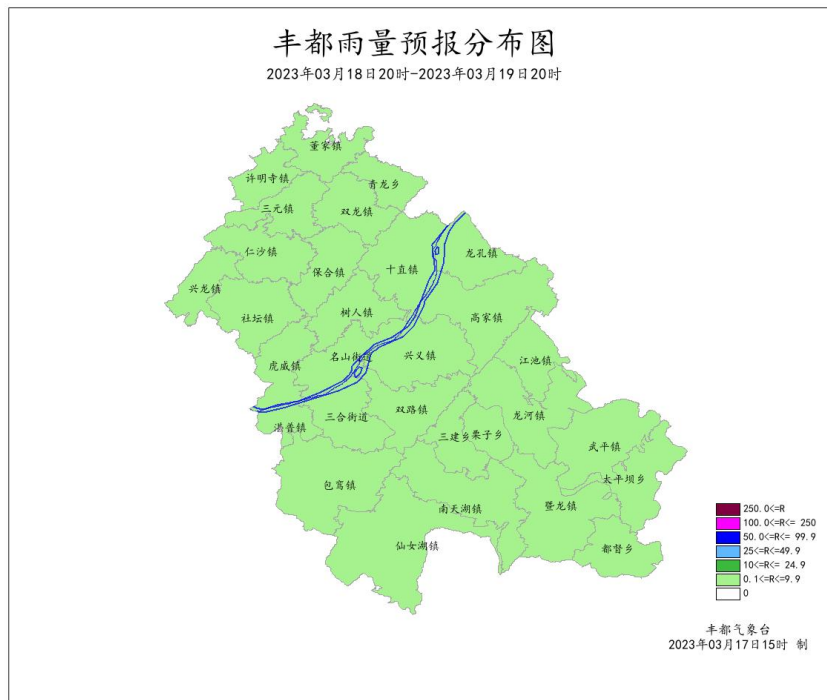 丰都雨量预报分布图
2023年03月18日20时-2023年03月19日20时
董家镇
许明寺镇
青龙乡
三元镇
双龙镇
仁沙镇
龙孔镇
保合镇
十直镇
兴龙镇
社坛镇
树人镇
高家镇
虎威镇
名山街道
兴义镇
江池镇
湛普镇
三合街道
双路镇
龙河镇
三建乡
栗子乡
武平镇
太平坝乡
包鸾镇
南天湖镇
暨龙镇
仙女湖镇
都督乡
250.0<=R
100.0<=R<= 250
50.0<=R<= 99.9
25<=R<=49.9
10<=R<= 24.9
0.1<=R<=9.9
0
丰都气象台
2023年03月17日15时 制